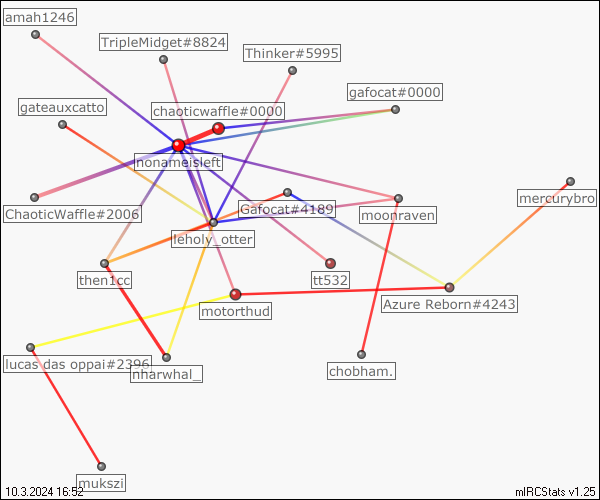 amah1246
TripleMidget#8824
Thinker#5995
gafocat#0000
gateauxcatto
chaoticwaffle#0000
nonameisleft
mercurybro
ChaoticWaffle#2006
Gafocat#4189
moonraven
leholy_otter
then1cc
tt532
motorthud
Azure Reborn#4243
lucas das oppai#2396
nharwhal_
chobham.
mukszi
10.3.2024 16:52
mIRCStats v1.25